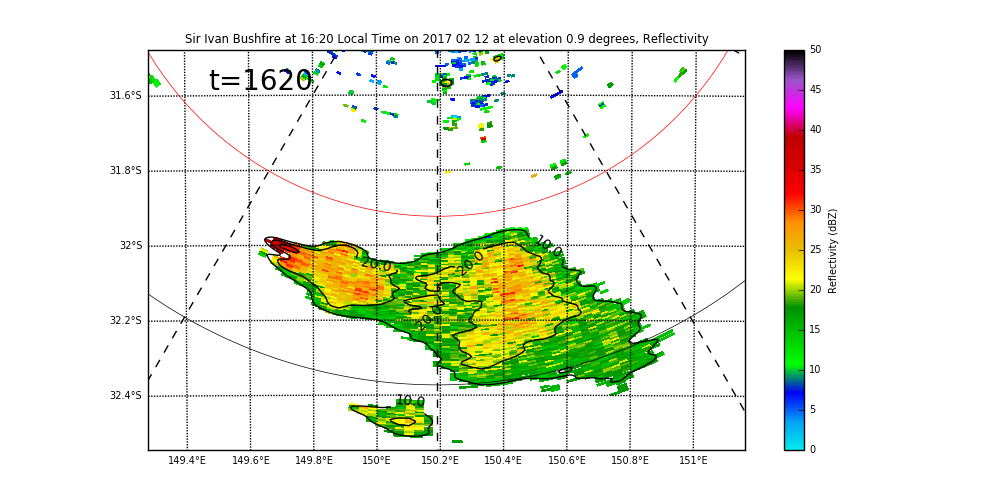 Sir Ivan Bushfire at 16:20 Local Time on 2017 02 12 at elevation 0.9 degrees, Reflectivity
t=1620
31.6°S
31.8°S
32°S
32.2°S
32.4°S
149.4°E 149.6°E 149.8°E 150°E 150.2°E 150.4°E 150.6°E 150.8°E 151°E
10.0
20.0
20.0
20.0
10.0
50
45
40
35
30
25
20
15
10
5
0
Reflectivity (dBZ)